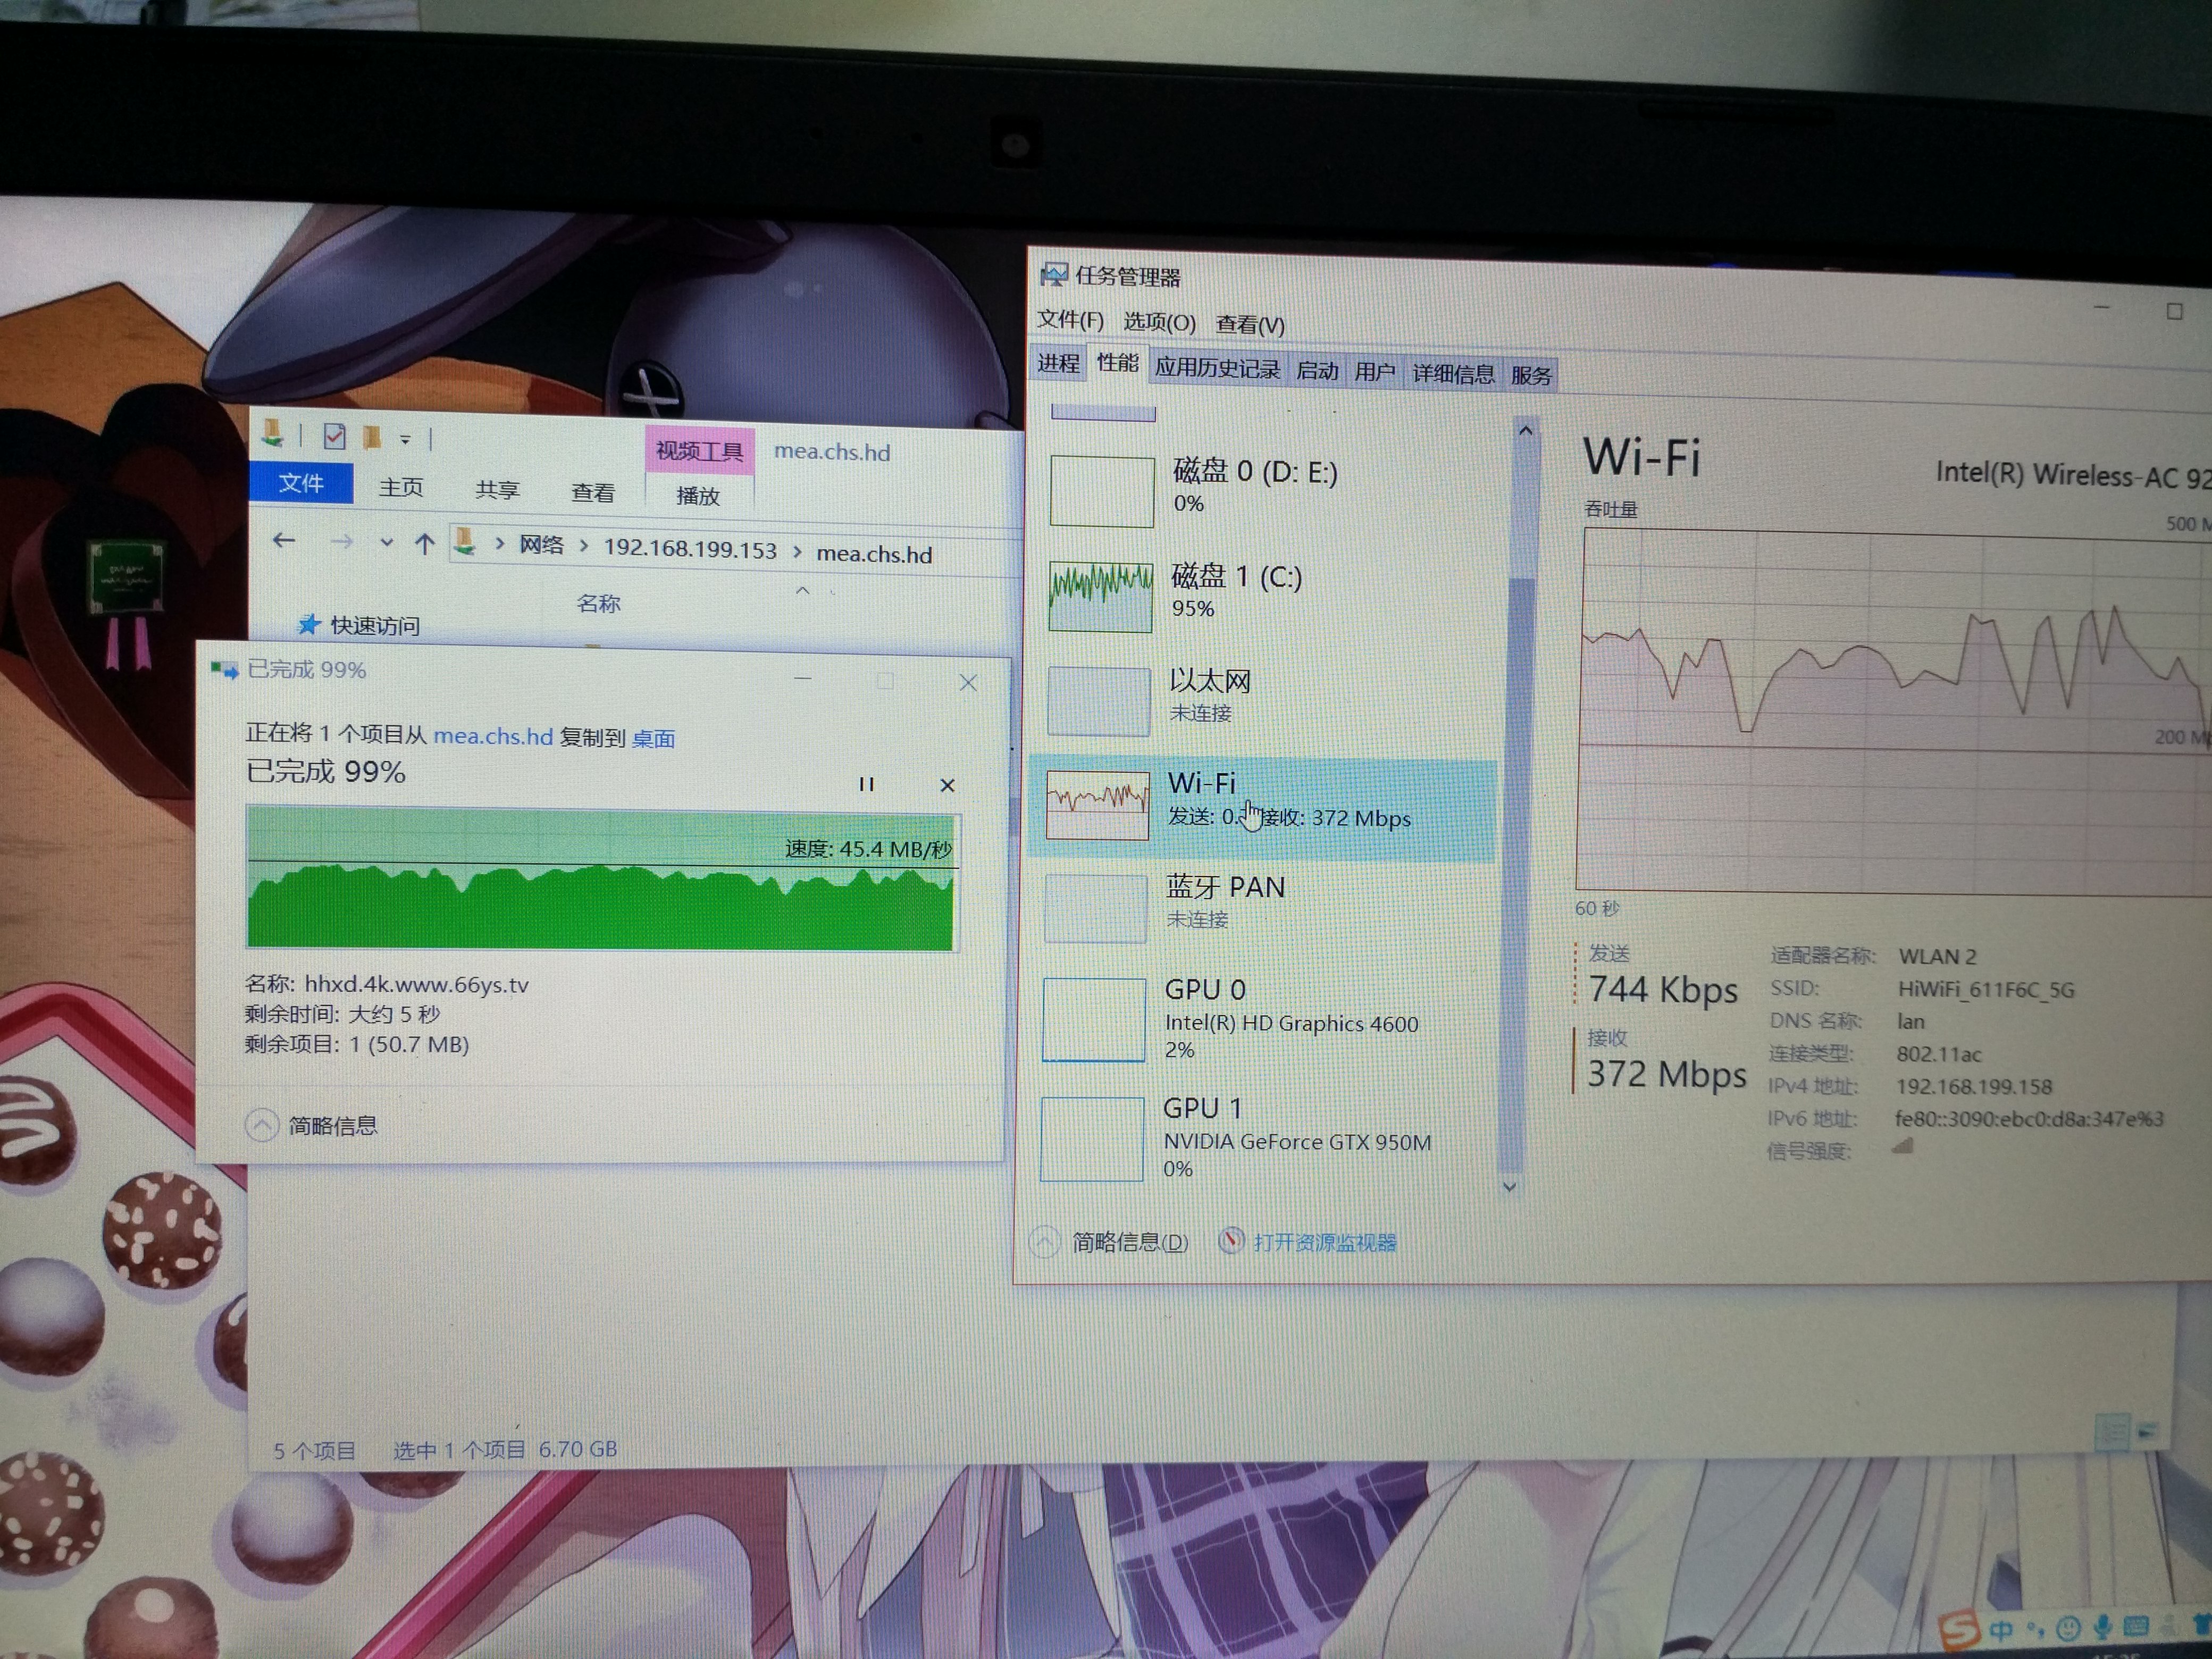 任务管理器
文件(F) 选项(O) 查看(V)
进程 性能 应用历史记录 启动 用户 详细信息 服务
磁盘 0 (D: E:)
0%
磁盘 1 (C:)
95%
以太网
未连接
Wi-Fi
发送: 0. 接收: 372 Mbps
蓝牙 PAN
未连接
GPU 0
Intel(R) HD Graphics 4600
2%
GPU 1
NVIDIA GeForce GTX 950M
0%
简略信息(D) 打开资源监视器
Wi-Fi
Intel(R) Wireless-AC 92
吞吐量
500 M
200 M
60 秒
发送
744 Kbps
接收
372 Mbps
适配器名称: WLAN 2
SSID: HiWiFi_611F6C_5G
DNS 名称: lan
连接类型: 802.11ac
IPv4 地址: 192.168.199.158
IPv6 地址: fe80::3090:ebc0:d8a:347e%3
信号强度:
视频工具 mea.chs.hd
文件 主页 共享 查看 播放
网络 192.168.199.153 mea.chs.hd
名称
快速访问
已完成 99%
正在将 1 个项目从 mea.chs.hd 复制到 桌面
已完成 99%
速度: 45.4 MB/秒
名称: hhxd.4k.www.66ys.tv
剩余时间: 大约 5 秒
剩余项目: 1 (50.7 MB)
简略信息
5 个项目 选中 1 个项目 6.70 GB
中